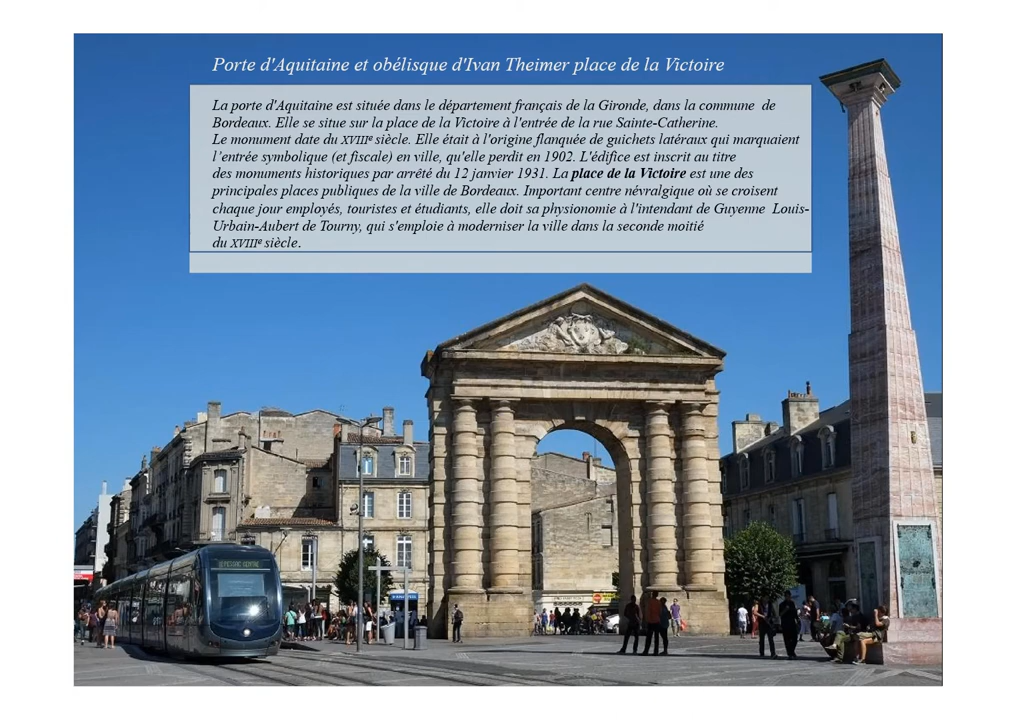 Porte d'Aquitaine et obélisque d'Ivan Theimer place de la Victoire
La porte d'Aquitaine est située dans le département français de la Gironde, dans la commune de
Bordeaux. Elle se situe sur la place de la Victoire à l'entrée de la rue Sainte-Catherine.
Le monument date du XVIIIᵉ siècle. Elle était à l'origine flanquée de guichets latéraux qui marquaient
l'entrée symbolique (et fiscale) en ville, qu'elle perdit en 1902. L'édifice est inscrit au titre
des monuments historiques par arrêté du 12 janvier 1931. La place de la Victoire est une des
principales places publiques de la ville de Bordeaux. Important centre névralgique où se croisent
chaque jour employés, touristes et étudiants, elle doit sa physionomie à l'intendant de Guyenne Louis-
Urbain-Aubert de Tourny, qui s'emploie à moderniser la ville dans la seconde moitié
du XVIIIᵉ siècle.